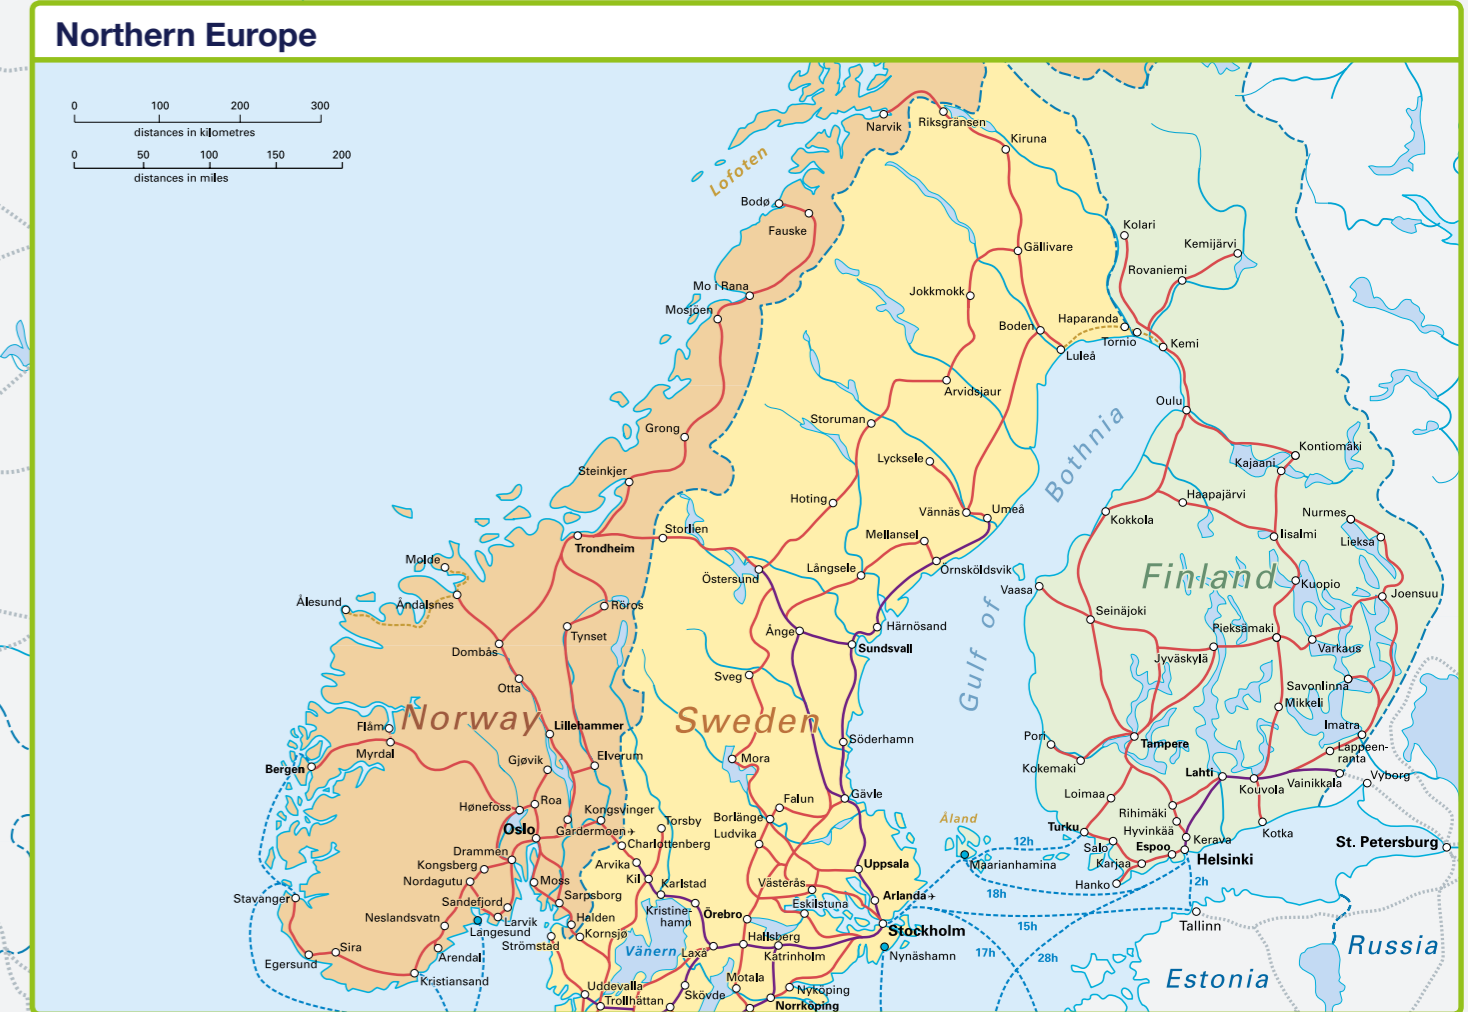 Northern Europe
0 100 200 300
distances in kilometres
0 50 100 150 200
distances in miles
Narvik
Riksgränsen
Kiruna
Lofoten
Bodø
Fauske
Kolari
Kemijärvi
Gällivare
Rovaniemi
Mo i Rana
Jokkmokk
Mosjöen
Haparanda
Boden
Tornio
Kemi
Luleå
Arvidsjaur
Oulu
Storuman
Grong
Gulf of Bothnia
Kontiomäki
Lycksele
Kajaani
Steinkjer
Hoting
Haapajärvi
Vännäs
Umeå
Nurmes
Kokkola
Storlien
Mellansel
Iisalmi
Lieksa
Trondheim
Molde
Långsele
Örnsköldsvik
Östersund
Finland
Kuopio
Vaasa
Joensuu
Ålesund
Åndalsnes
Röros
Seinäjoki
Härnösand
Ånge
Pieksämäki
Tynset
Sundsvall
Varkaus
Dombås
Jyväskylä
Sveg
Otta
Savonlinna
Mikkeli
Norway
Sweden
Flåm
Lillehammer
Imatra
Pori
Söderhamn
Tampere
Myrdal
Lappeen-
ranta
Elverum
Mora
Gjøvik
Bergen
Kokemaki
Lahti
Vyborg
Vainikkala
Kouvola
Gävle
Loimaa
Falun
Roa
Hønefoss
Kongsvinger
Rihimäki
Borlänge
Torsby
Åland
Oslo
Gardermoen
Turku
Hyvinkää
Kotka
Ludvika
12h
Kerava
Charlottenberg
Salo
Espoo
St. Petersburg
Drammen
Helsinki
Kongsberg
Arvika
Uppsala
Maarianhamina
Karjaa
Nordagutu
Moss
Kil
Karlstad
Västerås
Hanko
2h
Stavanger
Sarpsborg
Arlanda
18h
Sandefjord
Eskilstuna
Kristine-
hamn
Örebro
Neslandsvatn
Larvik
Halden
15h
Tallinn
Langesund
Kornsjø
Stockholm
Strömstad
Hallsberg
Sira
Vänern
Laxå
Katrinholm
Nynäshamn
17h
28h
Russia
Egersund
Arendal
Kristiansand
Motala
Estonia
Uddevalla
Skövde
Nyköping
Trollhättan
Norrköping